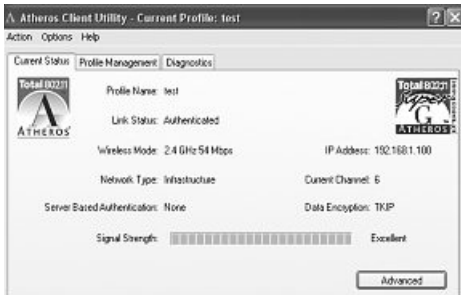 Atheros Client Utility - Current Profile: test
Action Options Help
Current Status Profile Management Diagnostics
Total 802.11
ATHEROS
Total 802.11
Super
G
ATHEROS
Profile Name: test
Link Status: Authenticated
Wireless Mode: 2.4 GHz 54 Mbps
IP Address: 192.168.1.100
Network Type: Infrastructure
Current Channel: 6
Server Based Authentication: None
Data Encryption: TKIP
Signal Strength:
Excellent
Advanced